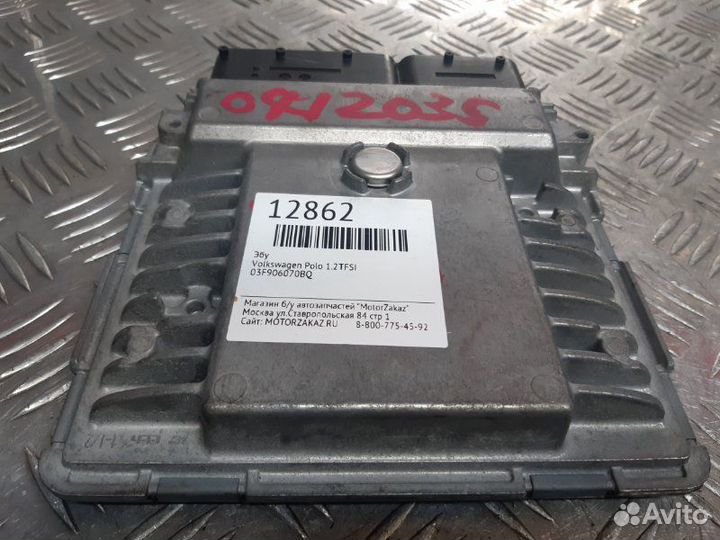 0912035
12862
Эбу
Volkswagen Polo 1.2TFSI
03F906070BQ
Магазин б/у автозапчастей "MotorZakaz"
Москва ул.Ставропольская 84 стр 1
Сайт: MOTORZAKAZ.RU 8-800-775-45-92
Avito